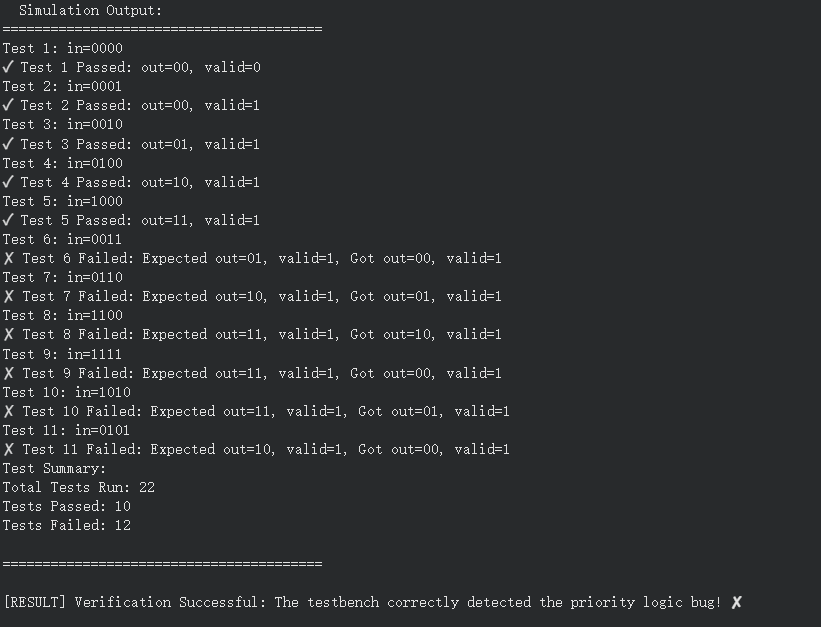 Simulation Output:
========================================
Test 1: in=0000
✓ Test 1 Passed: out=00, valid=0
Test 2: in=0001
✓ Test 2 Passed: out=00, valid=1
Test 3: in=0010
✓ Test 3 Passed: out=01, valid=1
Test 4: in=0100
✓ Test 4 Passed: out=10, valid=1
Test 5: in=1000
✓ Test 5 Passed: out=11, valid=1
Test 6: in=0011
✗ Test 6 Failed: Expected out=01, valid=1, Got out=00, valid=1
Test 7: in=0110
✗ Test 7 Failed: Expected out=10, valid=1, Got out=01, valid=1
Test 8: in=1100
✗ Test 8 Failed: Expected out=11, valid=1, Got out=10, valid=1
Test 9: in=1111
✗ Test 9 Failed: Expected out=11, valid=1, Got out=00, valid=1
Test 10: in=1010
✗ Test 10 Failed: Expected out=11, valid=1, Got out=01, valid=1
Test 11: in=0101
✗ Test 11 Failed: Expected out=10, valid=1, Got out=00, valid=1
Test Summary:
Total Tests Run: 22
Tests Passed: 10
Tests Failed: 12
========================================
[RESULT] Verification Successful: The testbench correctly detected the priority logic bug! ✘